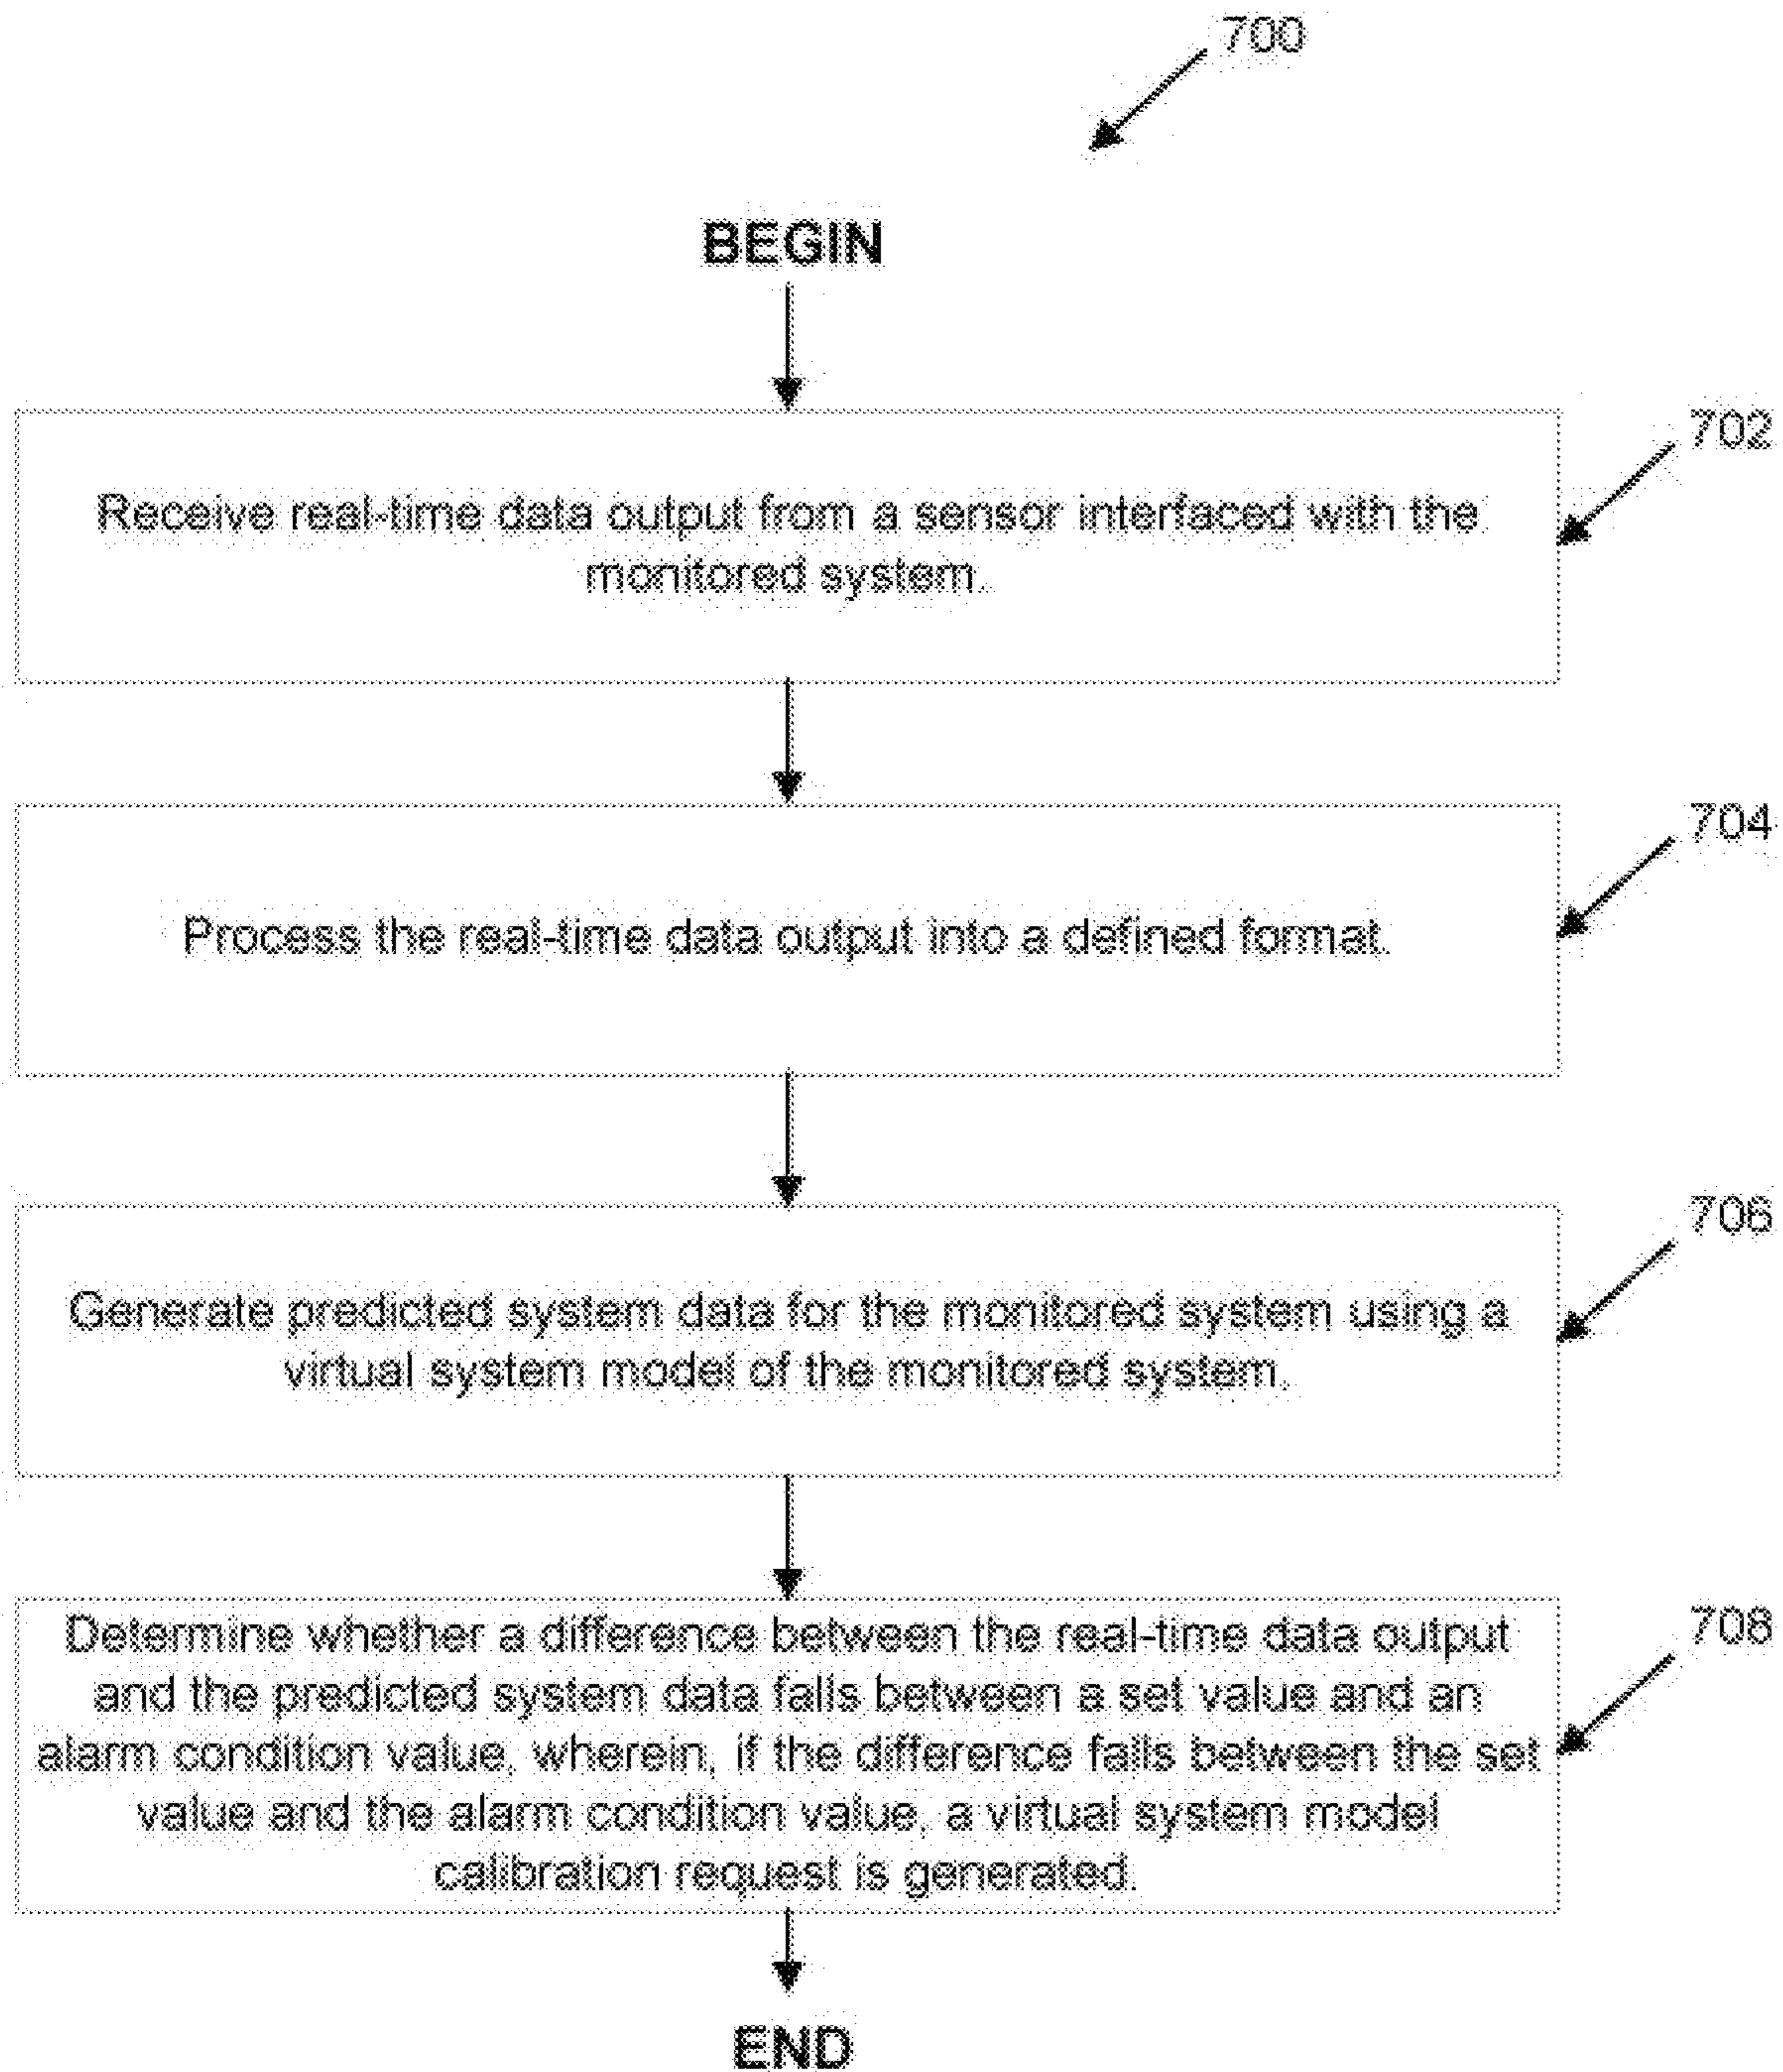 700
BEGIN
702
Receive real-time data output from a sensor interfaced with the
monitored system.
704
Process the real-time data output into a defined format.
706
Generate predicted system data for the monitored system using a
virtual system model of the monitored system.
708
Determine whether a difference between the real-time data output
and the predicted system data falls between a set value and an
alarm condition value, wherein, if the difference falls between the set
value and the alarm condition value, a virtual system model
calibration request is generated.
END